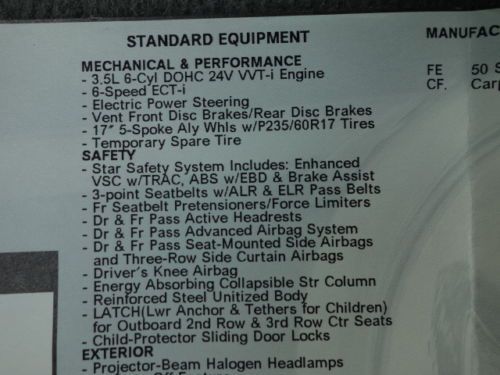 STANDARD EQUIPMENT
MANUFAC
MECHANICAL & PERFORMANCE
- 3.5L 6-Cyl DOHC 24V VVT-i Engine
FE 50 S
- 6-Speed ECT-i
CF. Carp
- Electric Power Steering
- Vent Front Disc Brakes/Rear Disc Brakes
- 17" 5-Spoke Aly Whls w/P235/60R17 Tires
- Temporary Spare Tire
SAFETY
- Star Safety System Includes: Enhanced
VSC w/TRAC, ABS w/EBD & Brake Assist
- 3-point Seatbelts w/ALR & ELR Pass Belts
- Fr Seatbelt Pretensioners/Force Limiters
- Dr & Fr Pass Active Headrests
- Dr & Fr Pass Advanced Airbag System
- Dr & Fr Pass Seat-Mounted Side Airbags
and Three-Row Side Curtain Airbags
- Driver's Knee Airbag
- Energy Absorbing Collapsible Str Column
- Reinforced Steel Unitized Body
- LATCH(Lwr Anchor & Tethers for Children)
for Outboard 2nd Row & 3rd Row Ctr Seats
- Child-Protector Sliding Door Locks
EXTERIOR
- Projector-Beam Halogen Headlamps